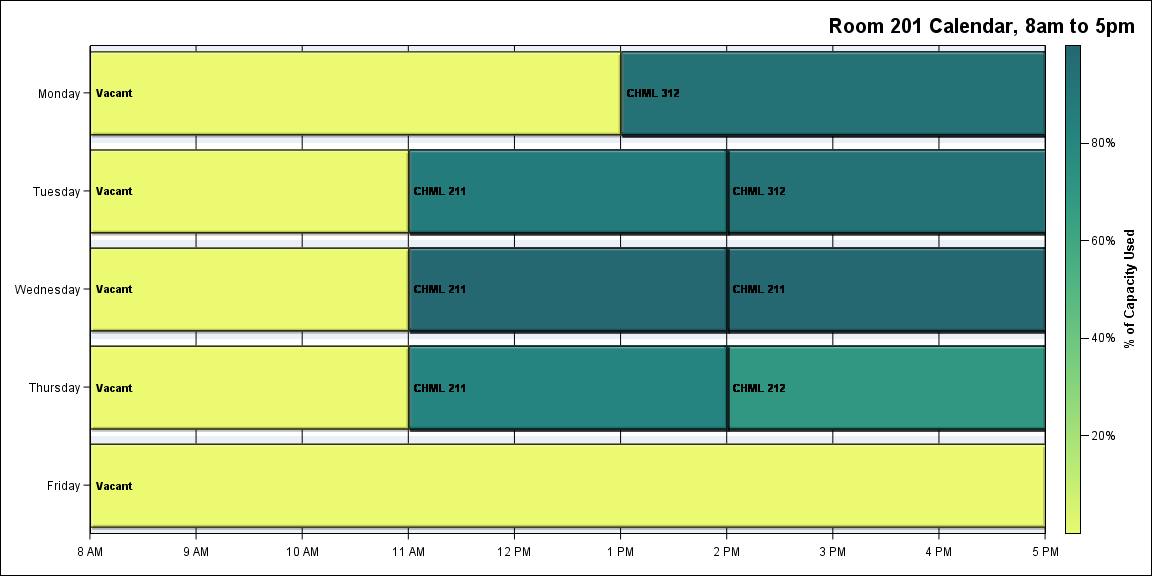 Room 201 Calendar, 8am to 5pm
Monday
Vacant
CHML 312
Tuesday
Vacant
CHML 211
CHML 312
Wednesday
Vacant
CHML 211
CHML 211
Thursday
Vacant
CHML 211
CHML 212
Friday
Vacant
8 AM 9 AM 10 AM 11 AM 12 PM 1 PM 2 PM 3 PM 4 PM 5 PM
80%
60%
40%
20%
% of Capacity Used